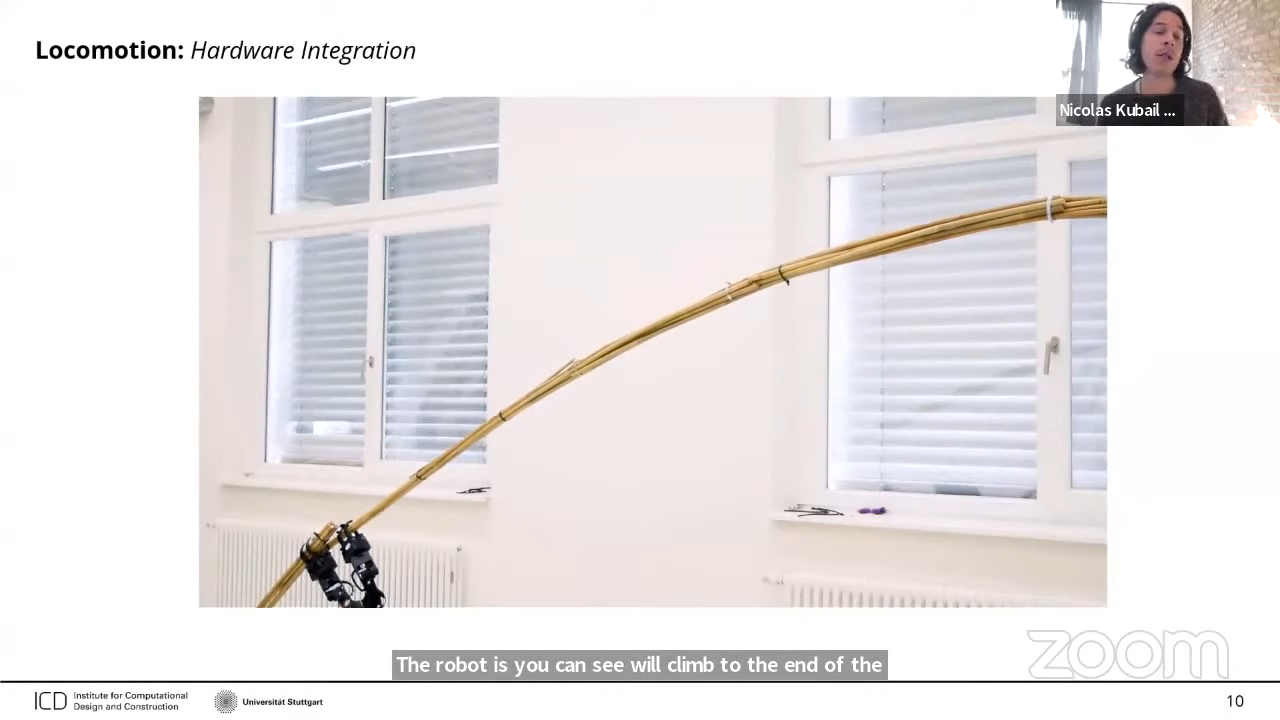 Locomotion: Hardware Integration
Nicolas Kubail ...
The robot is you can see will climb to the end of the
zoom
ICD Institute for Computational
Design and Construction
Universität Stuttgart
10